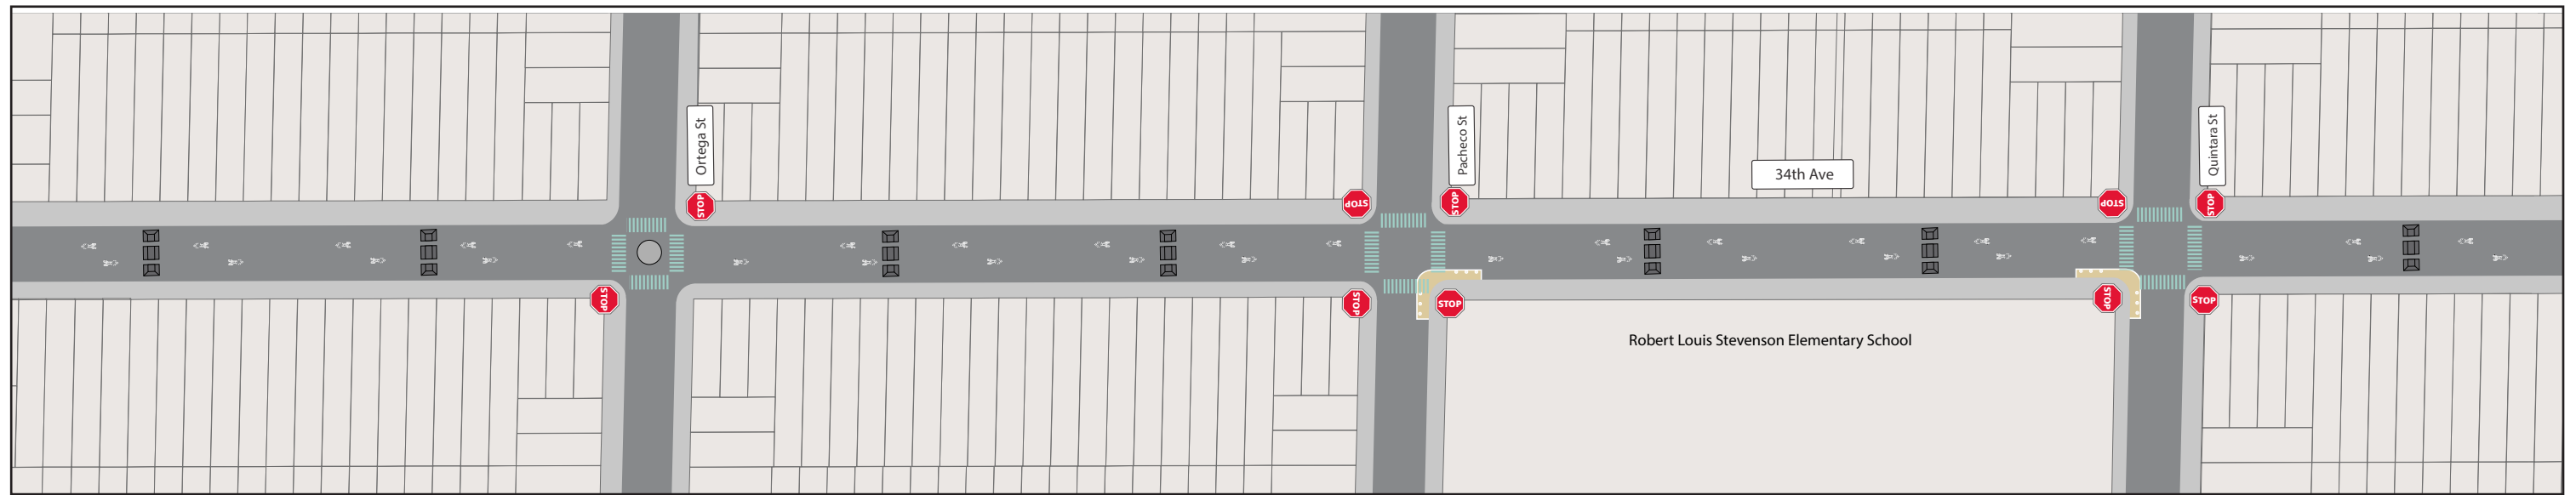 Ortega St
STOP
STOP
Pacheco St
STOP
STOP
STOP
STOP
34th Ave
Quintara St
STOP
STOP
STOP
STOP
Robert Louis Stevenson Elementary School